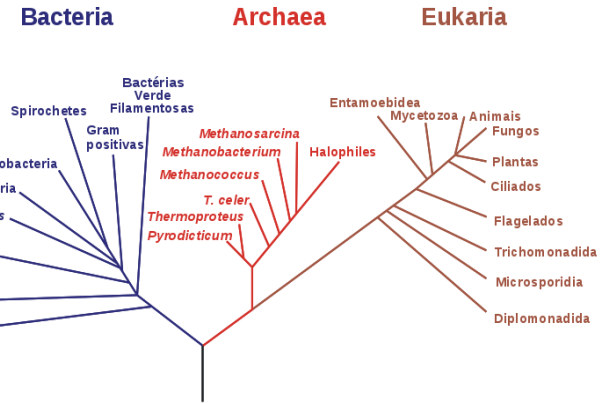 Bacteria
Archaea
Eukaria
Bactérias
Verde
Filamentosas
Spirochetes
Gram
positivas
obacteria
ria
s
Methanosarcina
Methanobacterium
Halophiles
Methanococcus
T. celer
Thermoproteus
Pyrodicticum
Entamoebidea
Mycetozoa
Animais
Fungos
Plantas
Ciliados
Flagelados
Trichomonadida
Microsporidia
Diplomonadida